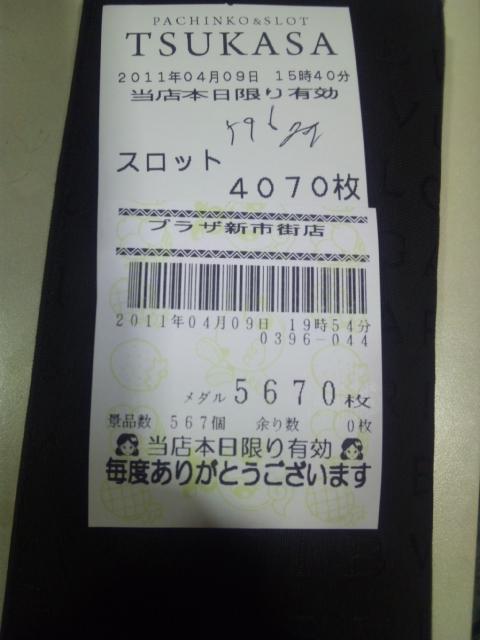 PACHINKO&SLOT
TSUKASA
2011年04月09日 15時40分
当店本日限り有効
スロット
4070枚
プラザ新市街店
2011年04月09日 19時54分
0396-044
メダル 5670枚
景品数 567個 余り数 0枚
当店本日限り有効
毎度ありがとうございます